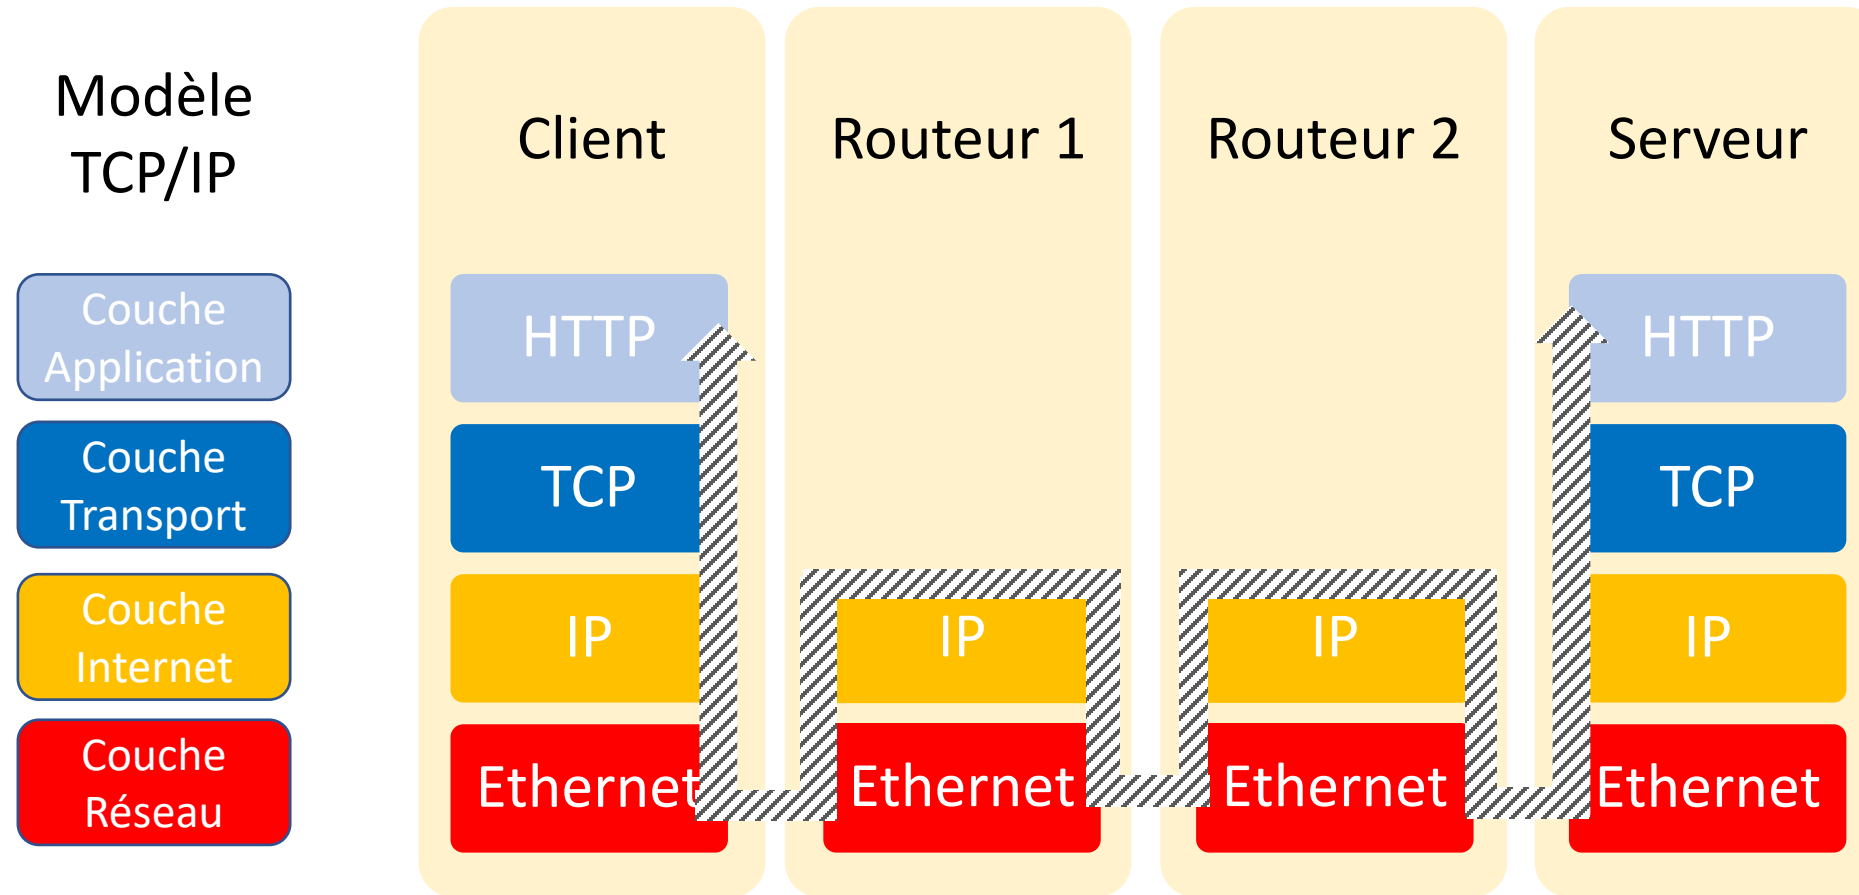 Modèle
TCP/IP
Client
Routeur 1
Routeur 2
Serveur
Couche
Application
HTTP
HTTP
Couche
Transport
TCP
TCP
Couche
Internet
IP
IP
IP
IP
Couche
Réseau
Ethernet
Ethernet
Ethernet
Ethernet